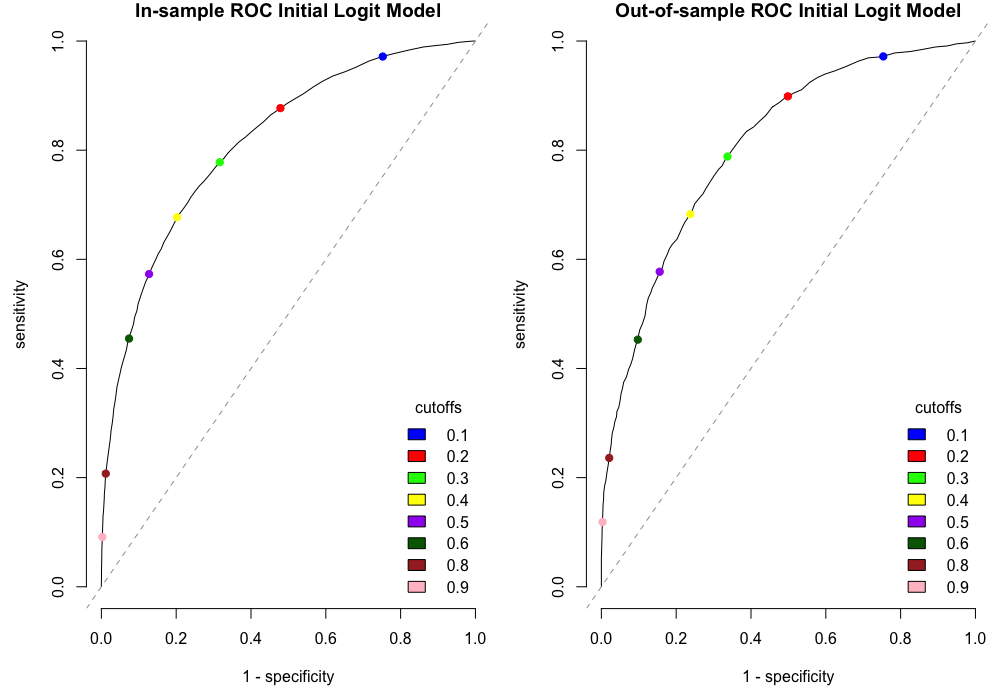 In-sample ROC Initial Logit Model
1.0
0.8
0.6
0.4
0.2
0.0
sensitivity
cutoffs
0.1
0.2
0.3
0.4
0.5
0.6
0.8
0.9
0.0 0.2 0.4 0.6 0.8 1.0
1 - specificity
Out-of-sample ROC Initial Logit Model
1.0
0.8
0.6
0.4
0.2
0.0
sensitivity
cutoffs
0.1
0.2
0.3
0.4
0.5
0.6
0.8
0.9
0.0 0.2 0.4 0.6 0.8 1.0
1 - specificity